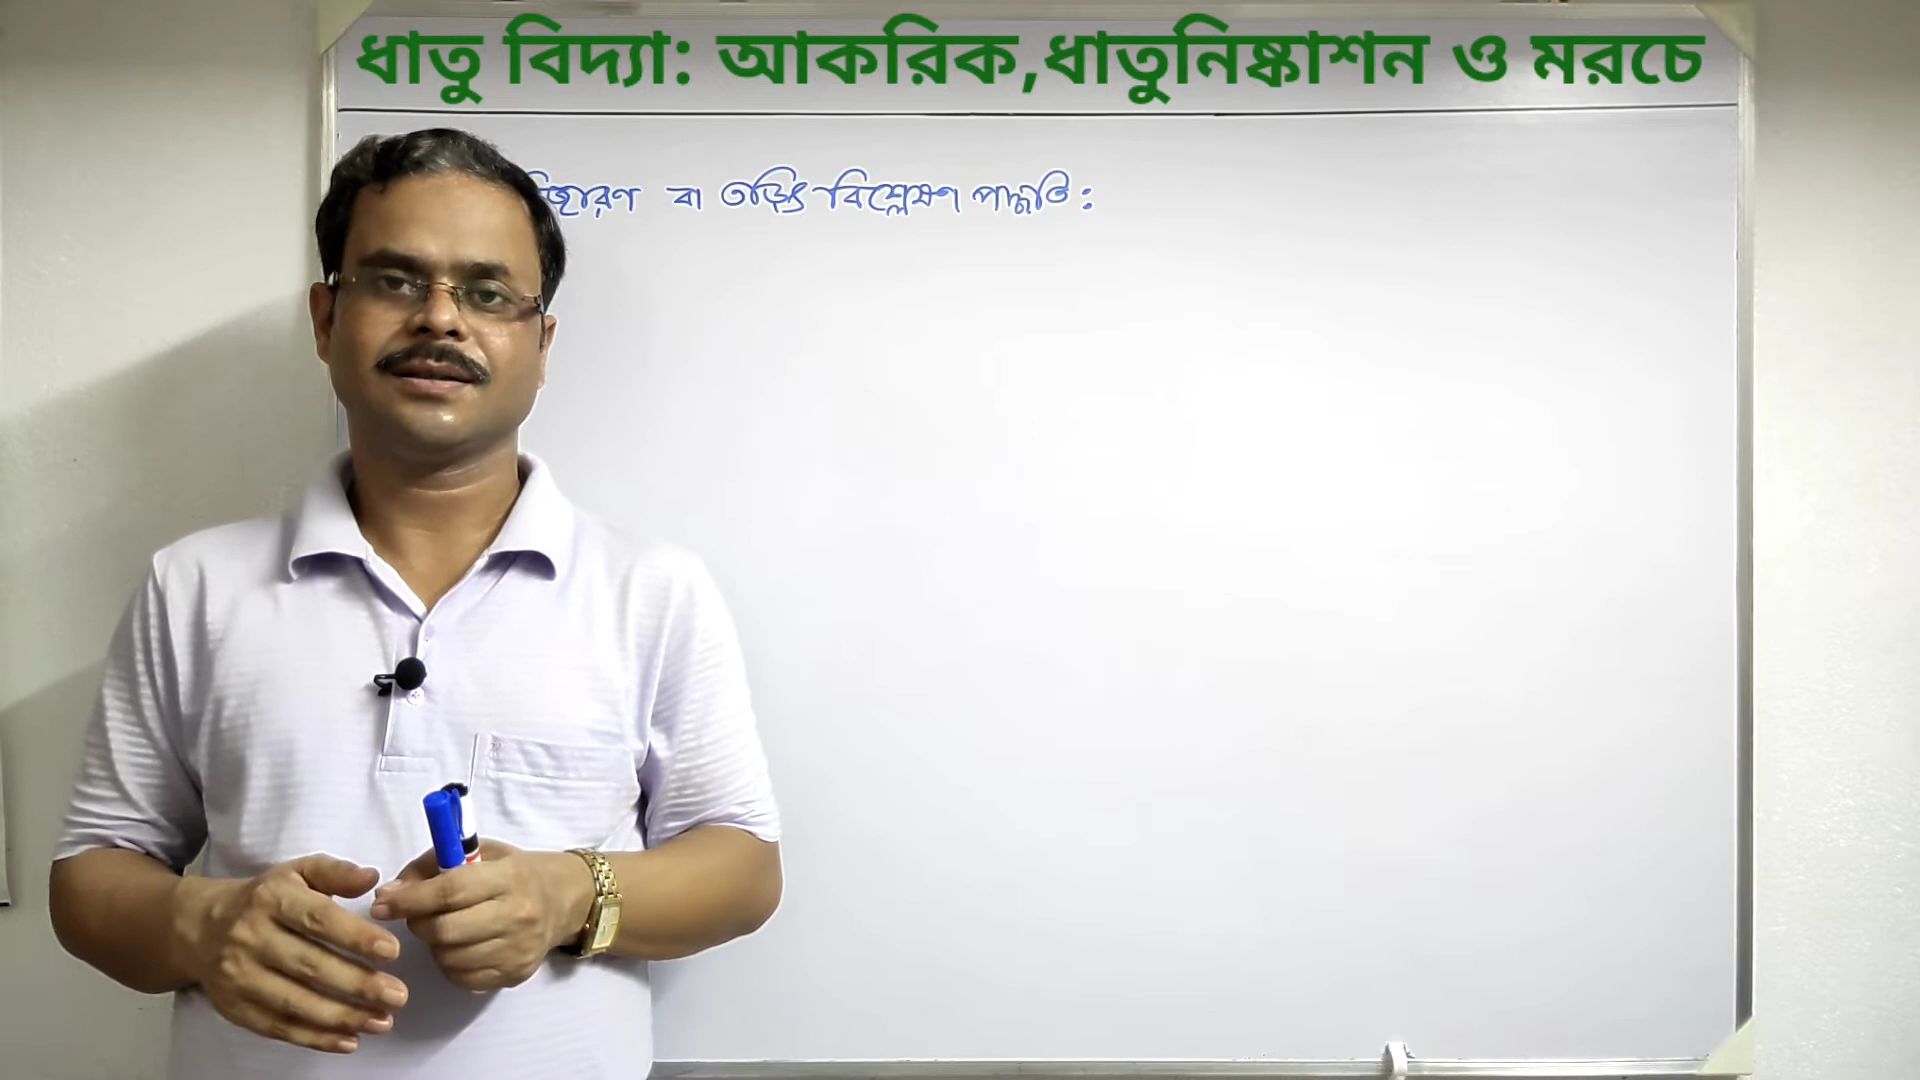 ধাতু বিদ্যা: আকরিক,ধাতুনিষ্কাশন ও মরচে
বা তড়িৎ বিশ্লেষণ পদ্ধতি: